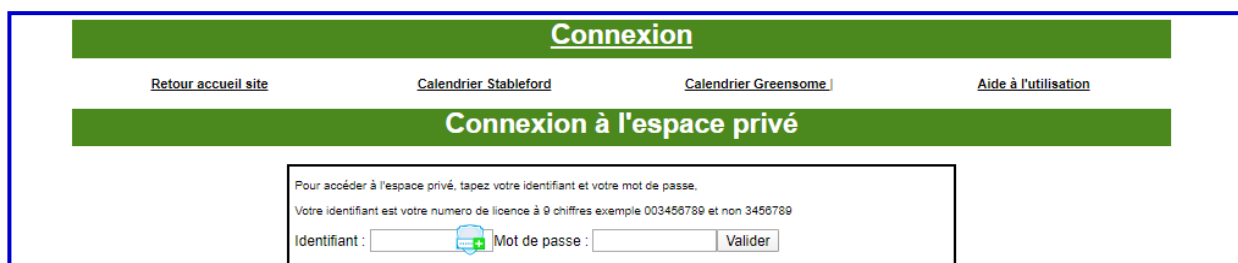 Connexion
Retour accueil site Calendrier Stableford Calendrier Greensome | Aide à l'utilisation
Connexion à l'espace privé
Pour accéder à l'espace privé, tapez votre identifiant et votre mot de passe,
Votre identifiant est votre numero de licence à 9 chiffres exemple 003456789 et non 3456789
Identifiant : Mot de passe : Valider